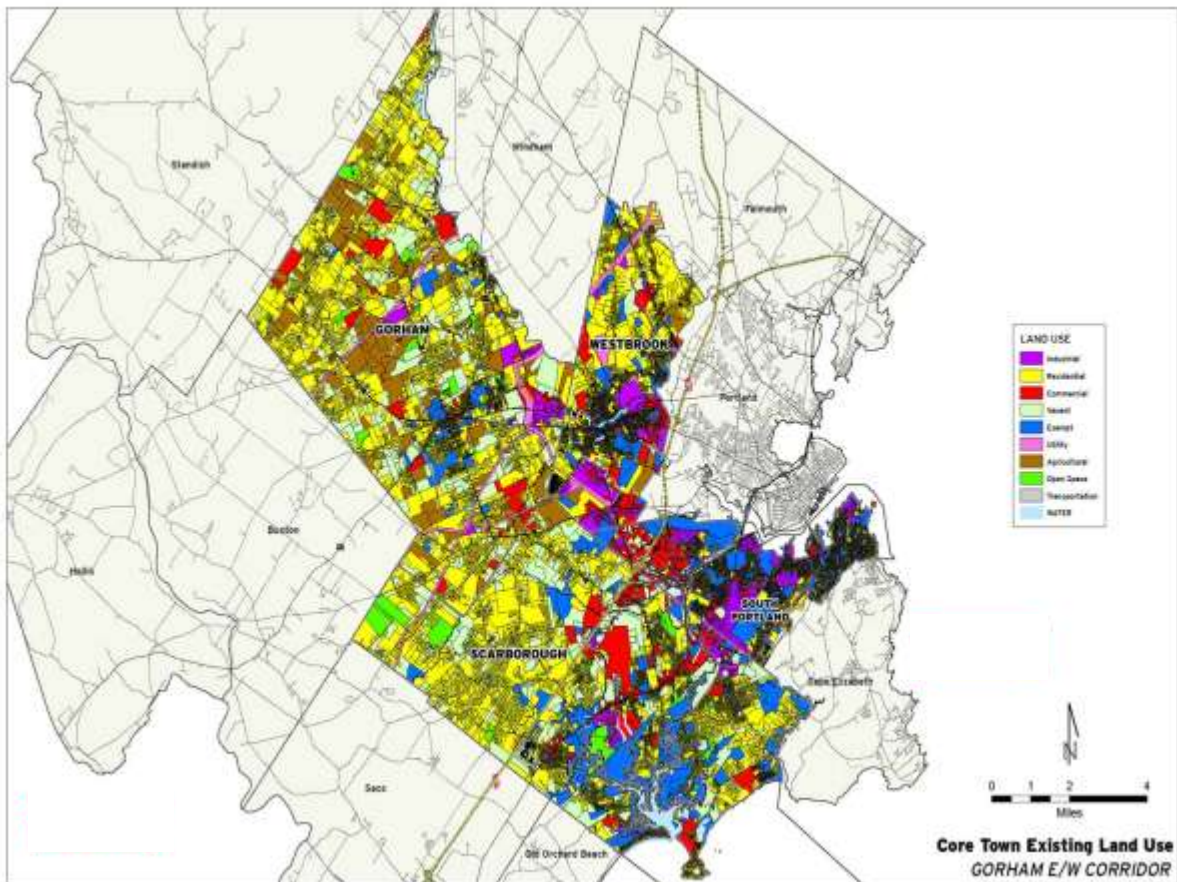 Standish
Windham
Falmouth
GORHAM
WESTBROOK
Portland
Buxton
Hollis
SOUTH
PORTLAND
SCARBOROUGH
Cape Elizabeth
Saco
Old Orchard Beach
LAND USE
Industrial
Residential
Commercial
Vacant
Exempt
Utility
Agricultural
Open Space
Transportation
WATER
N
0 1 2 4
Miles
Core Town Existing Land Use
GORHAM E/W CORRIDOR